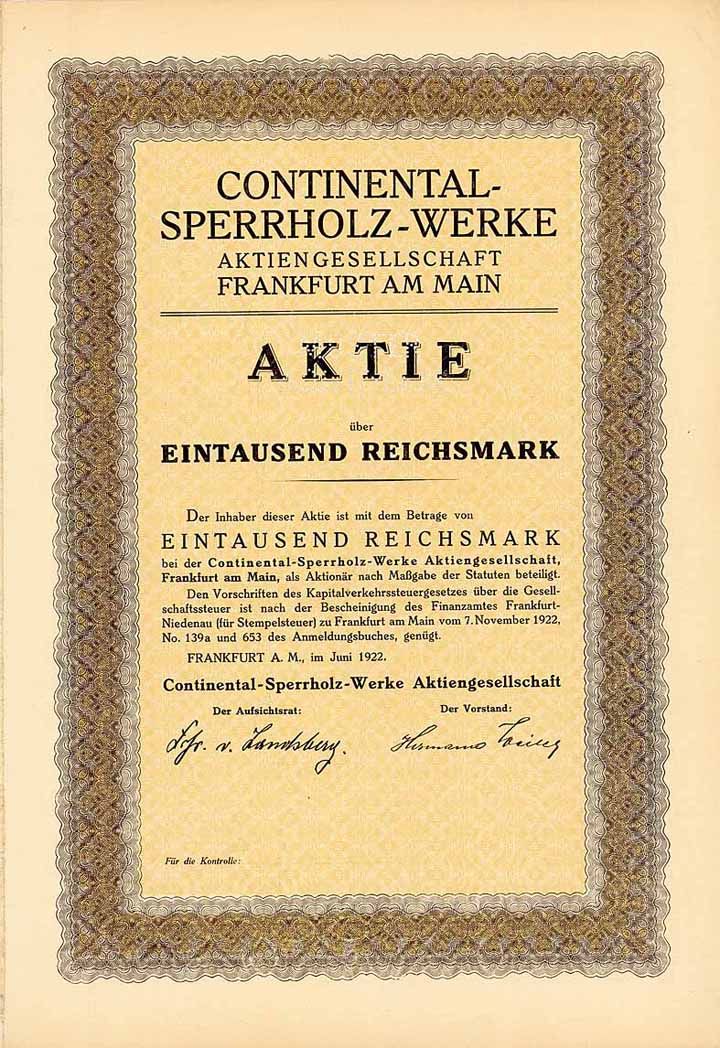 CONTINENTAL-
SPERRHOLZ-WERKE
AKTIENGESELLSCHAFT
FRANKFURT AM MAIN
AKTIE
über
EINTAUSEND REICHSMARK
Der Inhaber dieser Aktie ist mit dem Betrage von
EINTAUSEND REICHSMARK
bei der Continental-Sperrholz-Werke Aktiengesellschaft,
Frankfurt am Main, als Aktionär nach Maßgabe der Statuten beteiligt.
Den Vorschriften des Kapitalverkehrssteuergesetzes über die Gesell-
schaftssteuer ist nach der Bescheinigung des Finanzamtes Frankfurt-
Niedenau (für Stempelsteuer) zu Frankfurt am Main vom 7. November 1922,
No. 139a und 653 des Anmeldungsbuches, genügt.
FRANKFURT A. M., im Juni 1922.
Continental-Sperrholz-Werke Aktiengesellschaft
Der Aufsichtsrat: Der Vorstand:
Frhr. v. Landsberg. Hermann
Für die Kontrolle: